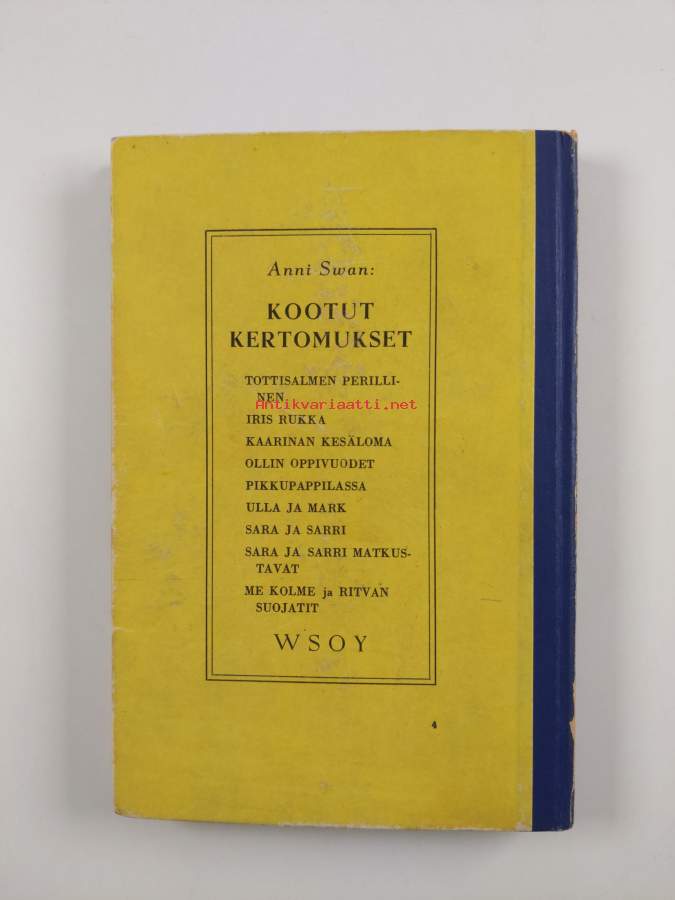 Anni Swan:
KOOTUT
KERTOMUKSET
TOTTISALMEN PERILLI-
NEN
Antikvariaatti.net
IRIS RUKKA
KAARINAN KESÄLOMA
OLLIN OPPIVUODET
PIKKUPAPPILASSA
ULLA JA MARK
SARA JA SARRI
SARA JA SARRI MATKUS-
TAVAT
ME KOLME ja RITVAN
SUOJATIT
WSOY
4